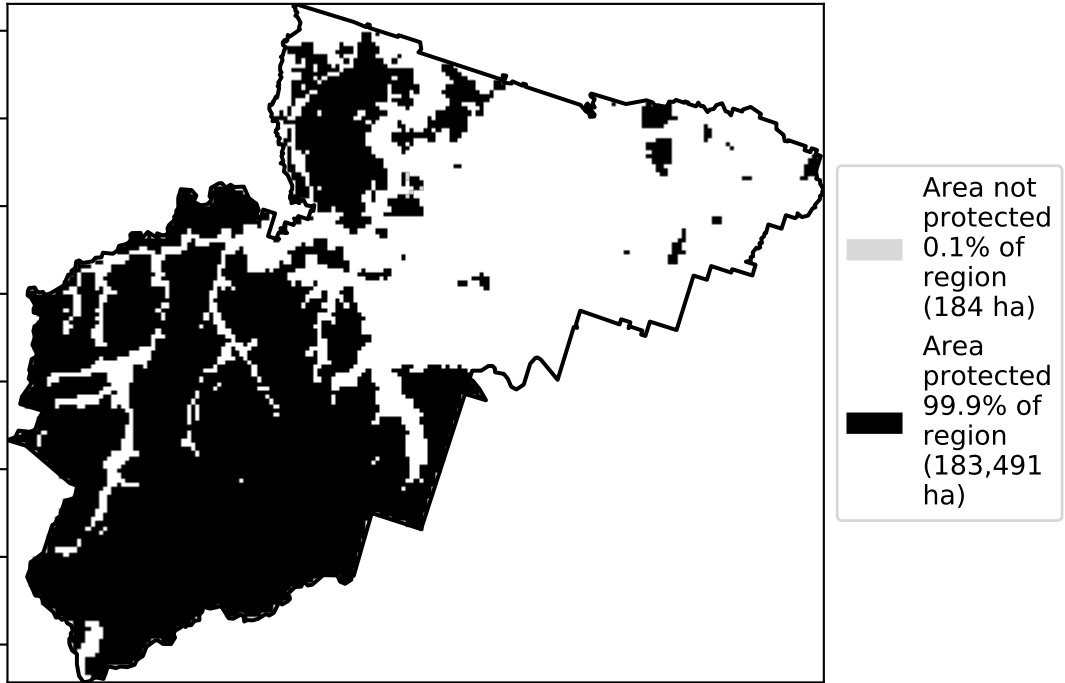 Area not
protected
0.1% of
region
(184 ha)
Area
protected
99.9% of
region
(183,491
ha)